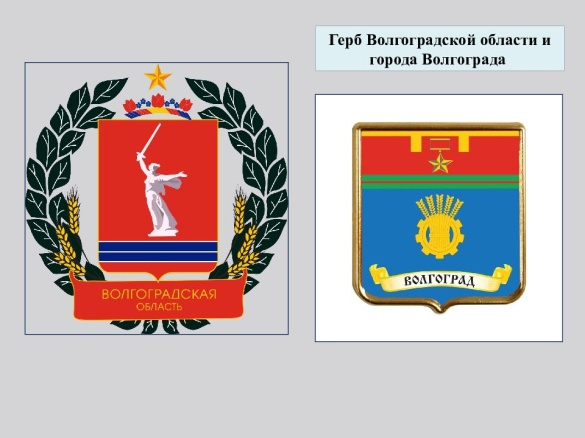 Герб Волгоградской области и
города Волгограда
ВОЛГОГРАДСКАЯ
ОБЛАСТЬ
ВОЛГОГРАД